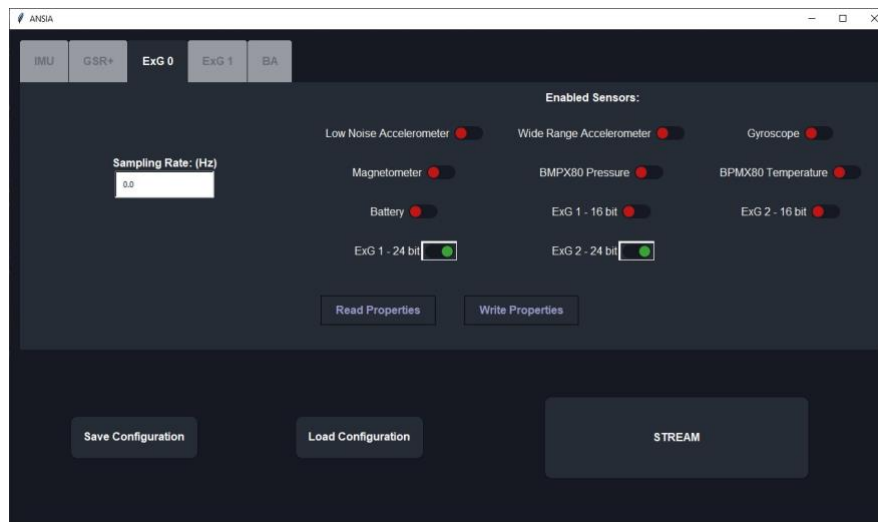 ANSIA
IMU GSR+ ExG 0 ExG 1 BA
Enabled Sensors:
Low Noise Accelerometer Wide Range Accelerometer Gyroscope
Sampling Rate: (Hz)
0.0
Magnetometer BMPX80 Pressure BPMX80 Temperature
Battery ExG 1 - 16 bit ExG 2 - 16 bit
ExG 1 - 24 bit ExG 2 - 24 bit
Read Properties Write Properties
Save Configuration Load Configuration STREAM